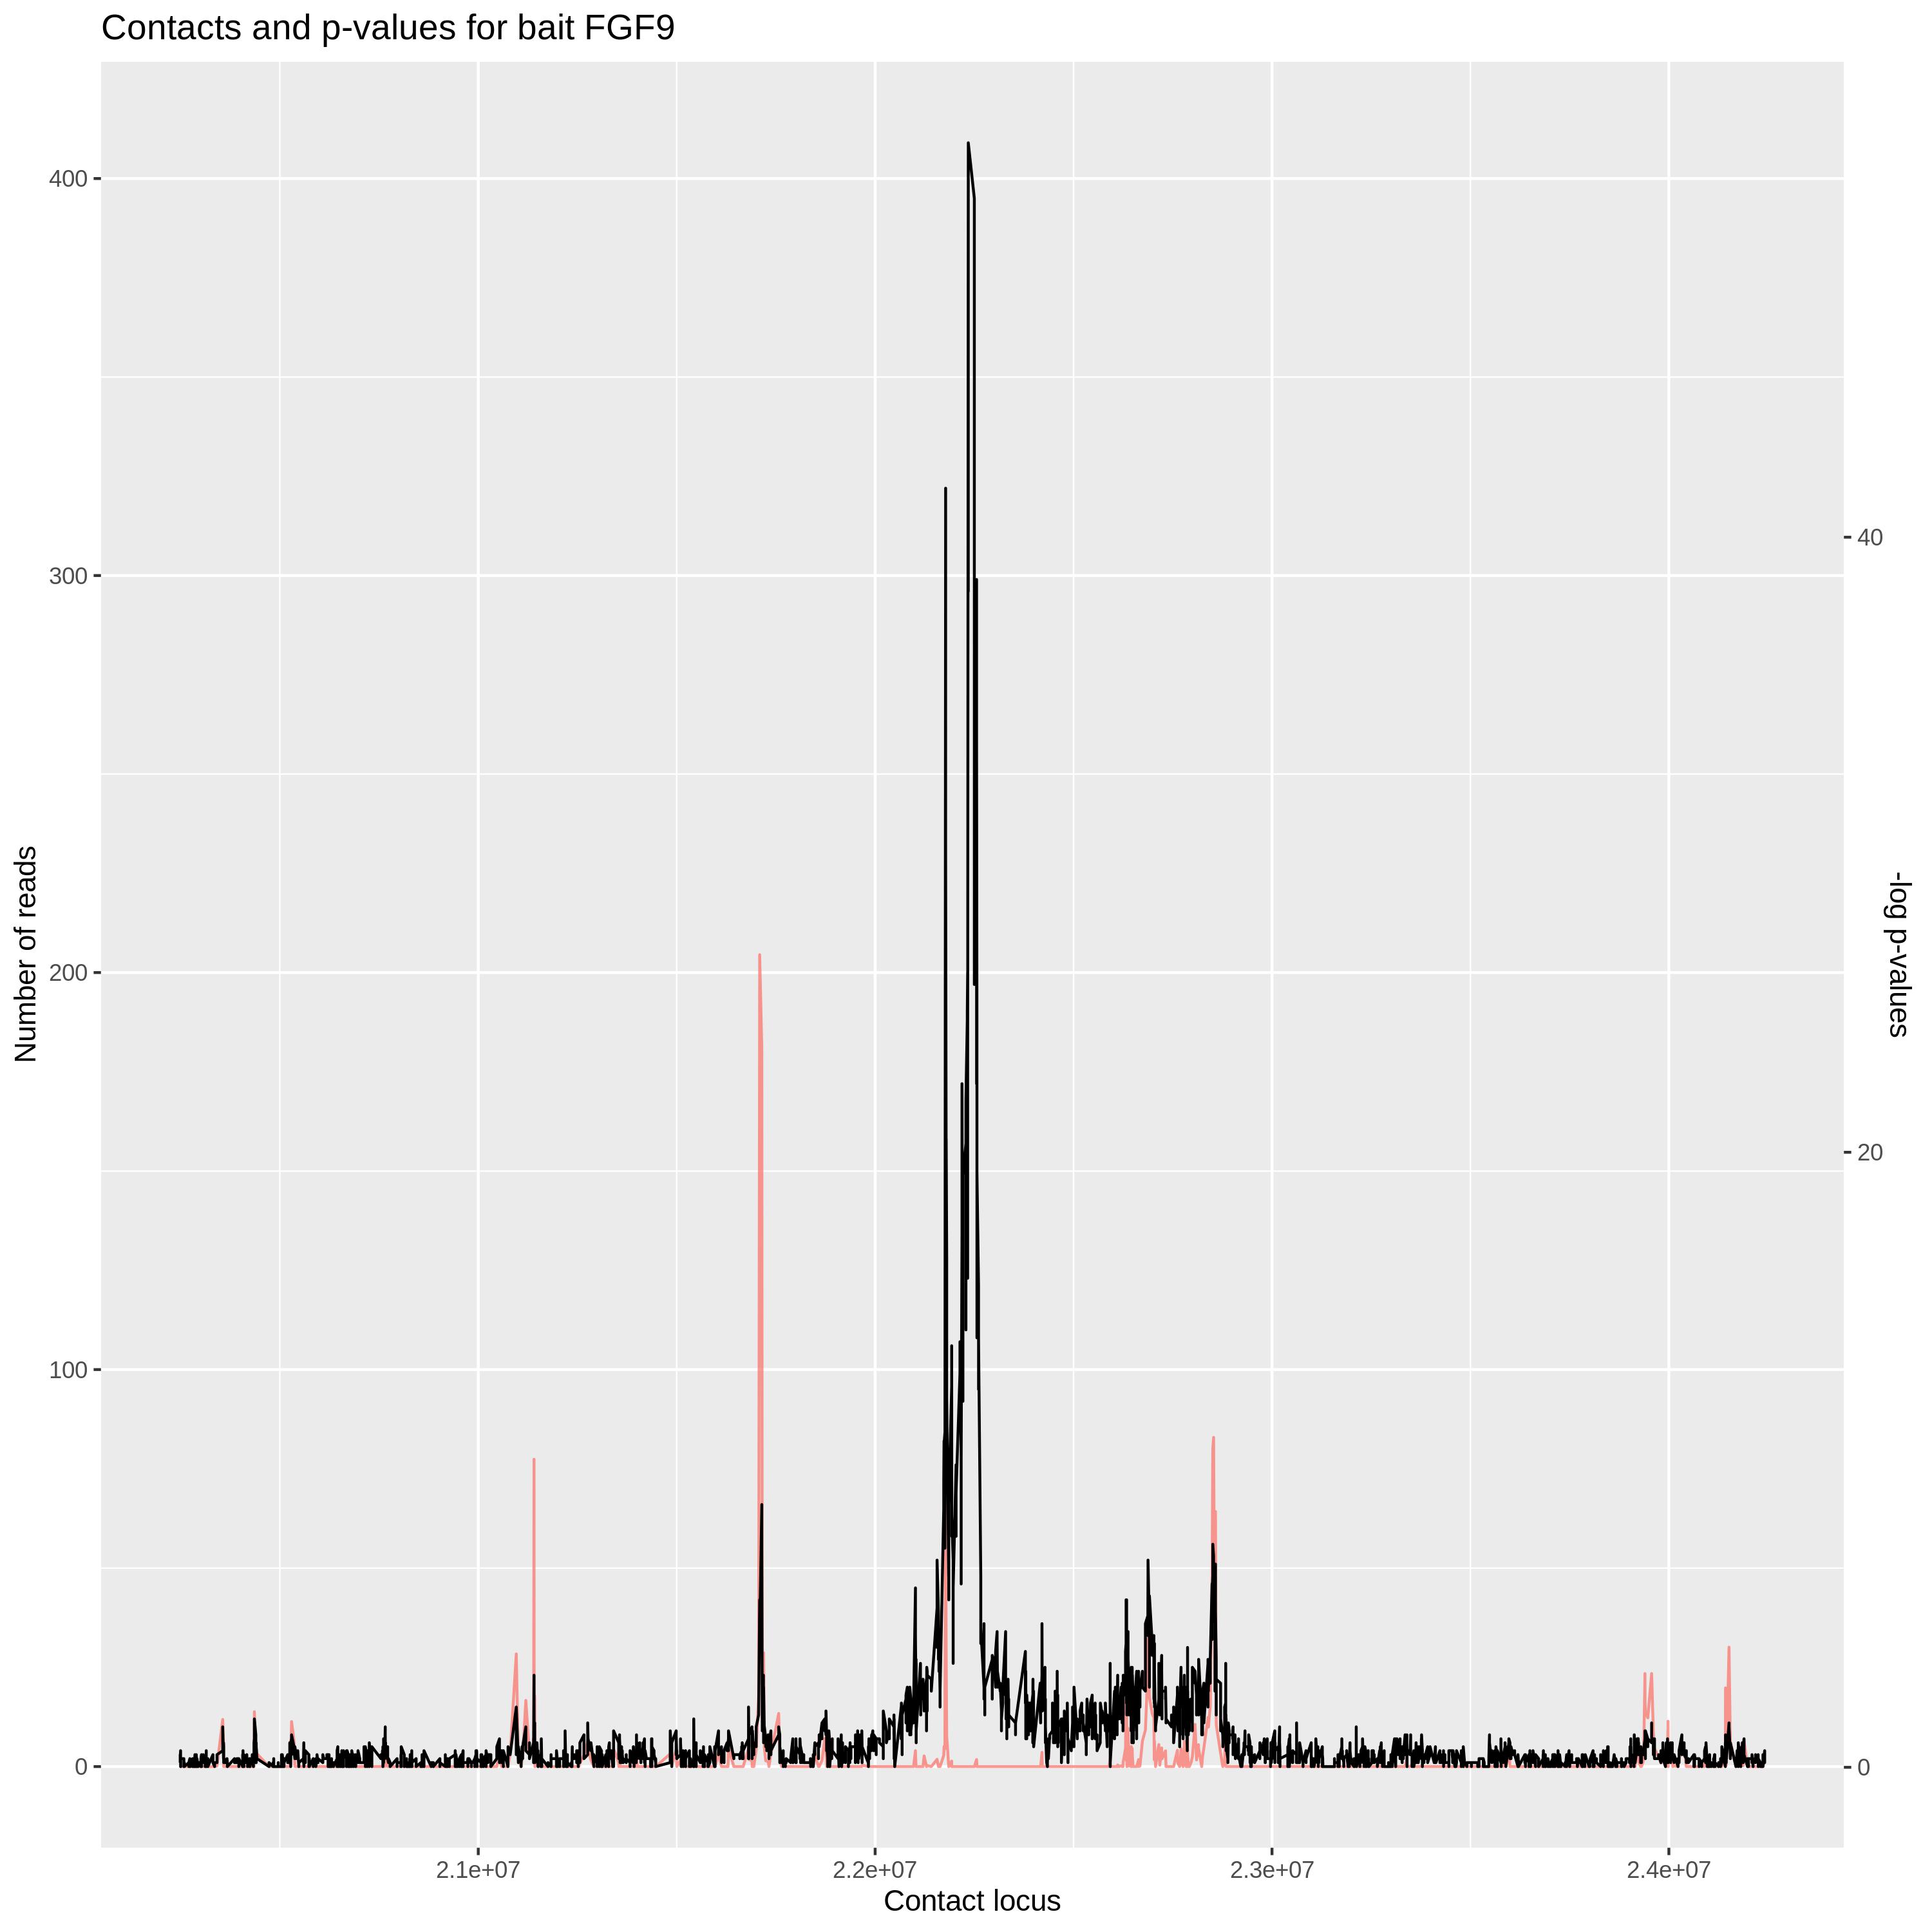 Contacts and p-values for bait FGF9
400
300
200
100
0
Number of reads
40
20
0
-log p-values
2.1e+07
2.2e+07
2.3e+07
2.4e+07
Contact locus